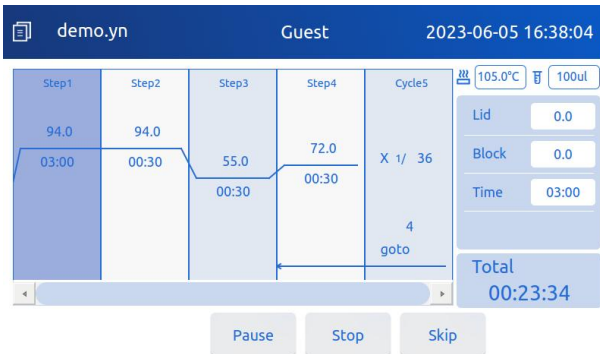 demo.yn Guest 2023-06-05 16:38:04
Step1 Step2 Step3 Step4 Cycle5
105.0°C 100ul
94.0 94.0 55.0 72.0 X 1/ 36
03:00 00:30 00:30 00:30
4
goto
Lid 0.0
Block 0.0
Time 03:00
Total
00:23:34
Pause Stop Skip